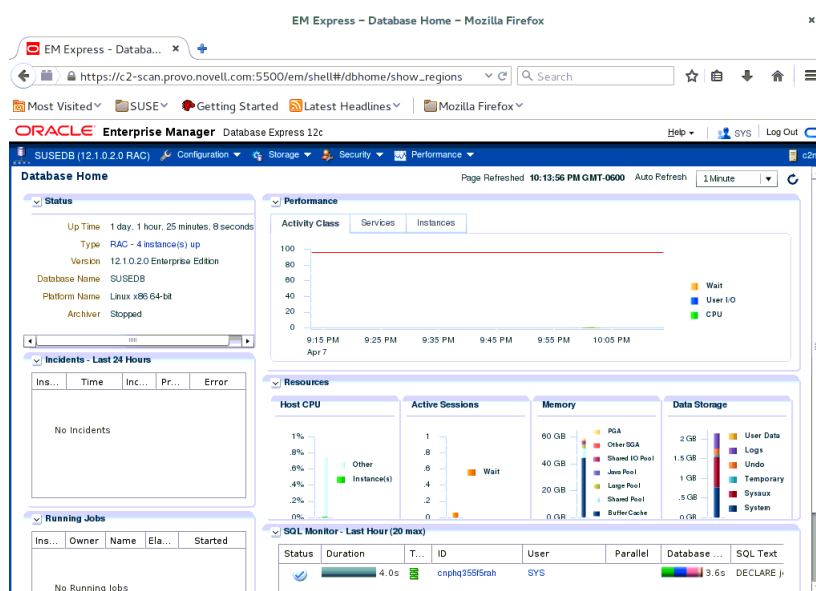 EM Express - Database Home - Mozilla Firefox
EM Express - Databa...
https://c2-scan.provo.novell.com:5500/em/shell#/dbhome/show_regions
Search
Most Visited SUSE Getting Started Latest Headlines Mozilla Firefox
ORACLE Enterprise Manager Database Express 12c
Help SYS Log Out
SUSEDB (12.1.0.2.0 RAC) Configuration Storage Security Performance
Database Home
Page Refreshed 10:13:56 PM GMT-0600 Auto Refresh 1 Minute
Status
Up Time 1 day, 1 hour, 25 minutes, 8 seconds
Type RAC - 4 instance(s) up
Version 12.1.0.2.0 Enterprise Edition
Database Name SUSEDB
Platform Name Linux x86 64-bit
Archiver Stopped
Performance
Activity Class Services Instances
100
80
60
40
20
0
9:15 PM 9:25 PM 9:35 PM 9:45 PM 9:55 PM 10:05 PM
Apr 7
Wait
User I/O
CPU
Incidents - Last 24 Hours
Ins... Time Inc... Pr... Error
No Incidents
Resources
Host CPU
1%
.8%
.6%
.4%
.2%
0%
Other
Instance(s)
Active Sessions
1
.8
.6
.4
.2
0
Wait
Memory
60 GB
40 GB
20 GB
0 GB
PGA
Other SGA
Shared I/O Pool
Java Pool
Large Pool
Shared Pool
Buffer Cache
Data Storage
2 GB
1.5 GB
1 GB
.5 GB
0 GB
User Data
Logs
Undo
Temporary
Sysaux
System
Running Jobs
Ins... Owner Name Ela... Started
No Running Jobs
SQL Monitor - Last Hour (20 max)
Status Duration T... ID User Parallel Database ... SQL Text
4.0s cnphq355f5rah SYS 3.6s DECLARE